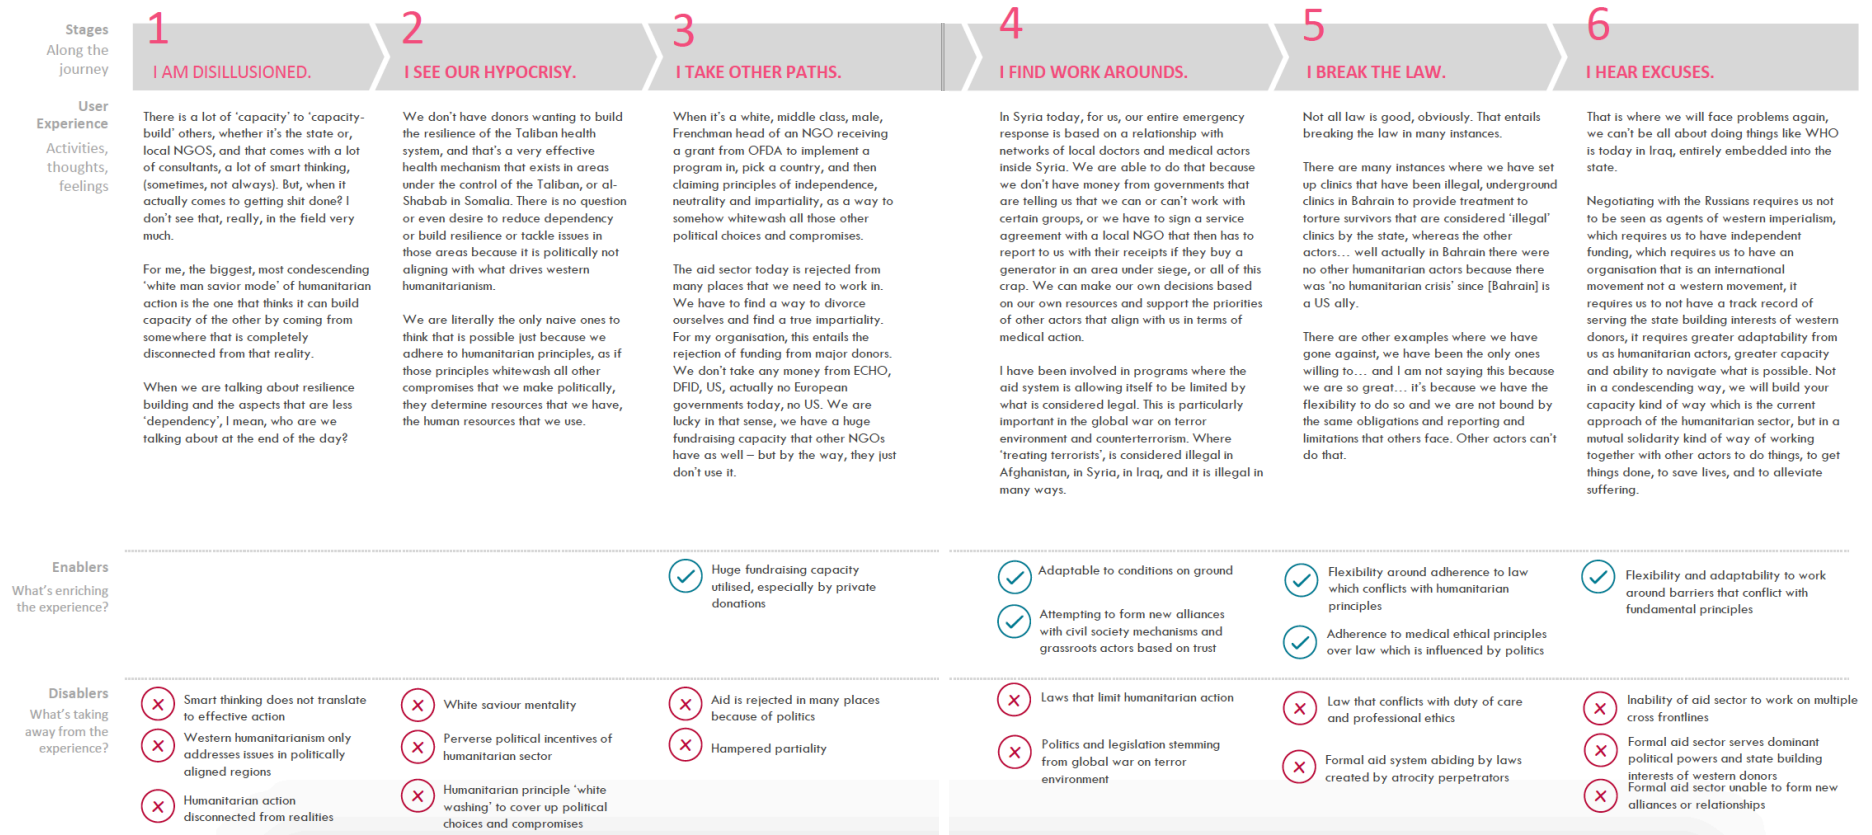 Stages
Along the
journey
1
I AM DISILLUSIONED.
2
I SEE OUR HYPOCRISY.
3
I TAKE OTHER PATHS.
4
I FIND WORK AROUNDS.
5
I BREAK THE LAW.
6
I HEAR EXCUSES.
User
Experience
Activities,
thoughts,
feelings
There is a lot of ‘capacity’ to ‘capacity-
build’ others, whether it’s the state or,
local NGOS, and that comes with a lot
of consultants, a lot of smart thinking,
(sometimes, not always). But, when it
actually comes to getting shit done? I
don’t see that, really, in the field very
much.
For me, the biggest, most condescending
‘white man savior mode’ of humanitarian
action is the one that thinks it can build
capacity of the other by coming from
somewhere that is completely
disconnected from that reality.
When we are talking about resilience
building and the aspects that are less
‘dependency’, I mean, who are we
talking about at the end of the day?
We don’t have donors wanting to build
the resilience of the Taliban health
system, and that’s a very effective
health mechanism that exists in areas
under the control of the Taliban, or al-
Shabab in Somalia. There is no question
or even desire to reduce dependency
or build resilience or tackle issues in
those areas because it is politically not
aligning with what drives western
humanitarianism.
We are literally the only naive ones to
think that is possible just because we
adhere to humanitarian principles, as if
those principles whitewash all other
compromises that we make politically,
they determine resources that we have,
the human resources that we use.
When it’s a white, middle class, male,
Frenchman head of an NGO receiving
a grant from OFDA to implement a
program in, pick a country, and then
claiming principles of independence,
neutrality and impartiality, as a way to
somehow whitewash all those other
political choices and compromises.
The aid sector today is rejected from
many places that we need to work in.
We have to find a way to divorce
ourselves and find a true impartiality.
For my organisation, this entails the
rejection of funding from major donors.
We don’t take any money from ECHO,
DFID, US, actually no European
governments today, no US. We are
lucky in that sense, we have a huge
fundraising capacity that other NGOs
have as well – but by the way, they just
don’t use it.
In Syria today, for us, our entire emergency
response is based on a relationship with
networks of local doctors and medical actors
inside Syria. We are able to do that because
we don’t have money from governments that
are telling us that we can or can’t work with
certain groups, or we have to sign a service
agreement with a local NGO that then has to
report to us with their receipts if they buy a
generator in an area under siege, or all of this
crap. We can make our own decisions based
on our own resources and support the priorities
of other actors that align with us in terms of
medical action.
I have been involved in programs where the
aid system is allowing itself to be limited by
what is considered legal. This is particularly
important in the global war on terror
environment and counterterrorism. Where
‘treating terrorists’, is considered illegal in
Afghanistan, in Syria, in Iraq, and it is illegal in
many ways.
Not all law is good, obviously. That entails
breaking the law in many instances.
There are many instances where we have set
up clinics that have been illegal, underground
clinics in Bahrain to provide treatment to
torture survivors that are considered ‘illegal’
clinics by the state, whereas the other
actors… well actually in Bahrain there were
no other humanitarian actors because there
was ‘no humanitarian crisis’ since [Bahrain] is
a US ally.
There are other examples where we have
gone against, we have been the only ones
willing to… and I am not saying this because
we are so great… it’s because we have the
flexibility to do so and we are not bound by
the same obligations and reporting and
limitations that others face. Other actors can’t
do that.
That is where we will face problems again,
we can’t be all about doing things like WHO
is today in Iraq, entirely embedded into the
state.
Negotiating with the Russians requires us not
to be seen as agents of western imperialism,
which requires us to have independent
funding, which requires us to have an
organisation that is an international
movement not a western movement, it
requires us to not have a track record of
serving the state building interests of western
donors, it requires greater adaptability from
us as humanitarian actors, greater capacity
and ability to navigate what is possible. Not
in a condescending way, we will build your
capacity kind of way which is the current
approach of the humanitarian sector, but in a
mutual solidarity kind of way of working
together with other actors to do things, to get
things done, to save lives, and to alleviate
suffering.
Enablers
What’s enriching
the experience?
Huge fundraising capacity
utilised, especially by private
donations
Adaptable to conditions on ground
Attempting to form new alliances
with civil society mechanisms and
grassroots actors based on trust
Flexibility around adherence to law
which conflicts with humanitarian
principles
Adherence to medical ethical principles
over law which is influenced by politics
Flexibility and adaptability to work
around barriers that conflict with
fundamental principles
Disablers
What’s taking
away from the
experience?
Smart thinking does not translate
to effective action
Western humanitarianism only
addresses issues in politically
aligned regions
Humanitarian action
disconnected from realities
White saviour mentality
Perverse political incentives of
humanitarian sector
Humanitarian principle ‘white
washing’ to cover up political
choices and compromises
Aid is rejected in many places
because of politics
Hampered partiality
Laws that limit humanitarian action
Politics and legislation stemming
from global war on terror
environment
Law that conflicts with duty of care
and professional ethics
Formal aid system abiding by laws
created by atrocity perpetrators
Inability of aid sector to work on multiple
cross frontlines
Formal aid sector serves dominant
political powers and state building
interests of western donors
Formal aid sector unable to form new
alliances or relationships